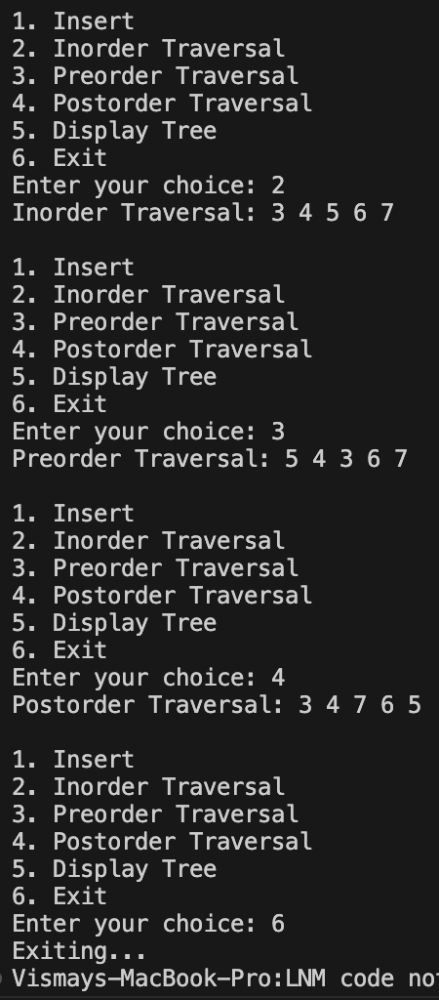 1. Insert
2. Inorder Traversal
3. Preorder Traversal
4. Postorder Traversal
5. Display Tree
6. Exit
Enter your choice: 2
Inorder Traversal: 3 4 5 6 7
1. Insert
2. Inorder Traversal
3. Preorder Traversal
4. Postorder Traversal
5. Display Tree
6. Exit
Enter your choice: 3
Preorder Traversal: 5 4 3 6 7
1. Insert
2. Inorder Traversal
3. Preorder Traversal
4. Postorder Traversal
5. Display Tree
6. Exit
Enter your choice: 4
Postorder Traversal: 3 4 7 6 5
1. Insert
2. Inorder Traversal
3. Preorder Traversal
4. Postorder Traversal
5. Display Tree
6. Exit
Enter your choice: 6
Exiting...
Vismays-MacBook-Pro:LNM code not